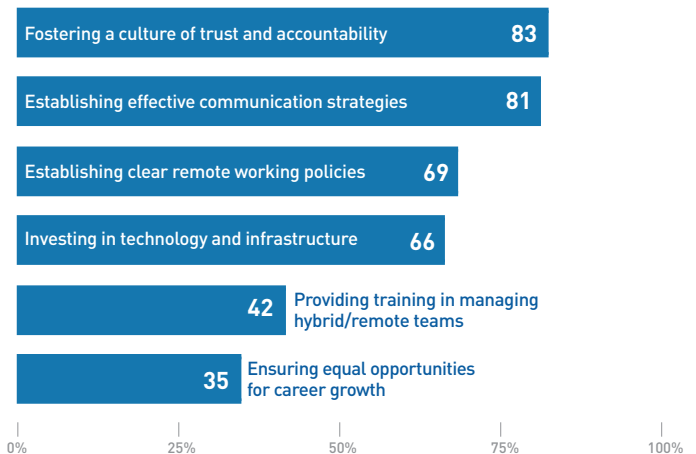 Fostering a culture of trust and accountability 83
Establishing effective communication strategies 81
Establishing clear remote working policies 69
Investing in technology and infrastructure 66
42 Providing training in managing
hybrid/remote teams
35 Ensuring equal opportunities
for career growth
0% 25% 50% 75% 100%